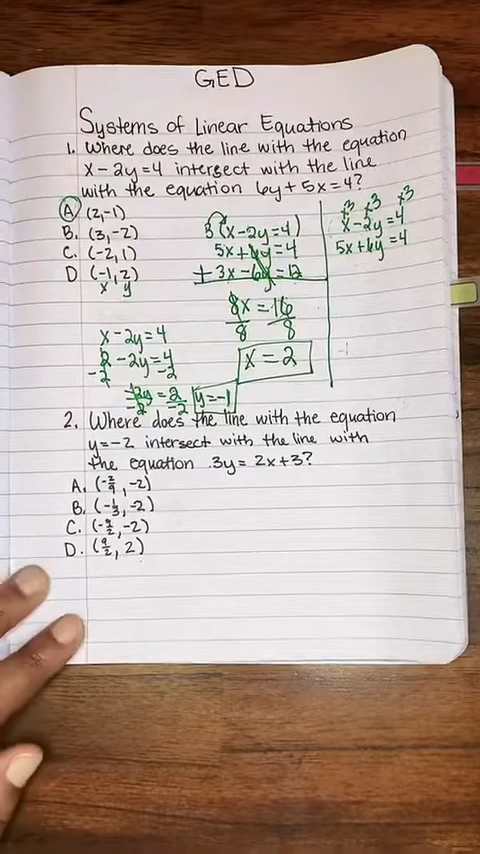 GED
Systems of Linear Equations
1. Where does the line with the equation
x - 2y = 4 intersect with the line
with the equation 6y + 5x = 4?
A (2, -1)
B. (3, -2)
C. (-2, 1)
D (-1, 2)
x y
3 (x - 2y = 4)
5x + 6y = 4
+ 3x - 6y = 12
8x = 16
8 8
x = 2
x3 x3 x3
x - 2y = 4
5x + 6y = 4
x - 2y = 4
2 - 2y = 4
-2 -2
-2y = 2
-2 -2
y = -1
2. Where does the line with the equation
y = -2 intersect with the line with
the equation 3y = 2x + 3?
A. (-2/9, -2)
B. (-1/3, -2)
C. (-9/2, -2)
D. (9/2, 2)